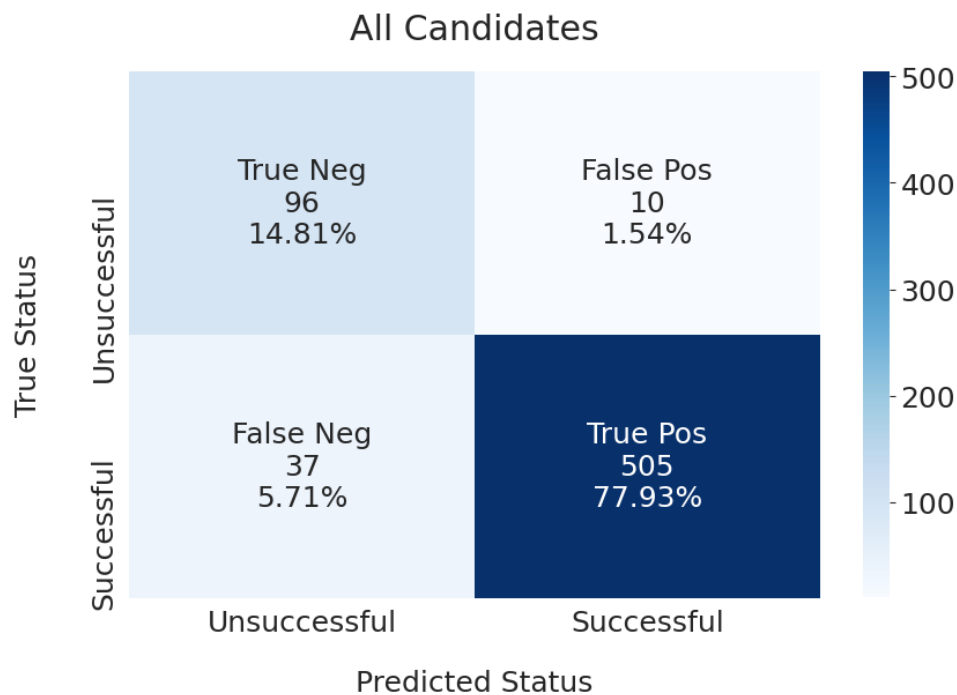 All Candidates
True Status
Unsuccessful
Successful
True Neg
96
14.81%
False Pos
10
1.54%
False Neg
37
5.71%
True Pos
505
77.93%
Unsuccessful
Successful
Predicted Status
500
400
300
200
100